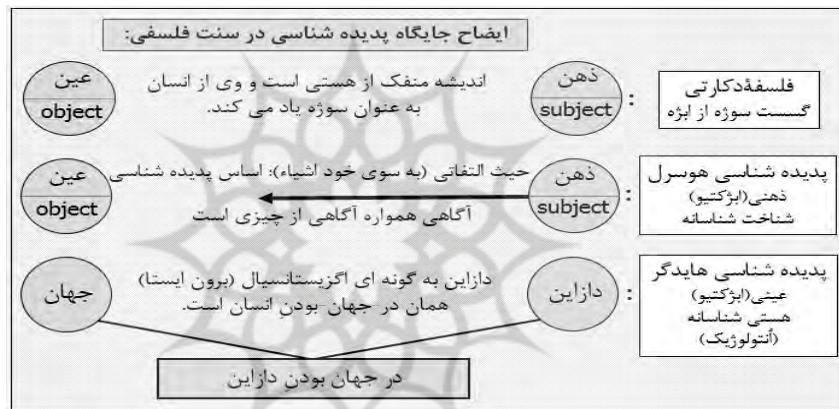 ایضاح جایگاه پدیده شناسی در سنت فلسفی:
فلسفۀدکارتی
گسست سوژه از ابژه
:
ذهن
subject
اندیشه منفک از هستی است و وی از انسان
به عنوان سوژه یاد می کند.
عین
object
پدیده شناسی هوسرل
ذهنی(ابژکتیو)
شناخت شناسانه
:
ذهن
subject
حیث التفاتی (به سوی خود اشیاء): اساس پدیده شناسی
آگاهی همواره آگاهی از چیزی است
عین
object
پدیده شناسی هایدگر
عینی(ابژکتیو)
هستی شناسانه
(اُنتولوژیک)
:
دازاین
دازاین به گونه ای اگزیستانسیال (برون ایستا)
همان در جهان-بودنِ انسان است.
جهان
در جهان بودن دازاین